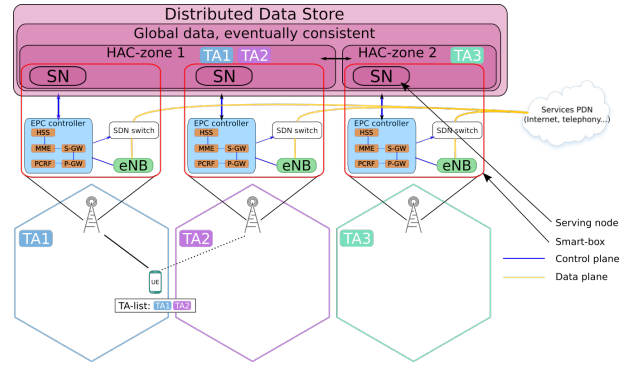 Distributed Data Store
Global data, eventually consistent
HAC-zone 1 TA1 TA2
HAC-zone 2 TA3
SN
SN
SN
EPC controller
HSS
MME S-GW
PCRF P-GW
SDN switch
eNB
EPC controller
HSS
MME S-GW
PCRF P-GW
SDN switch
eNB
EPC controller
HSS
MME S-GW
PCRF P-GW
SDN switch
eNB
Services PDN
(Internet, telephony...)
TA1
TA2
TA3
UE
TA-list: TA1 TA2
Serving node
Smart-box
Control plane
Data plane